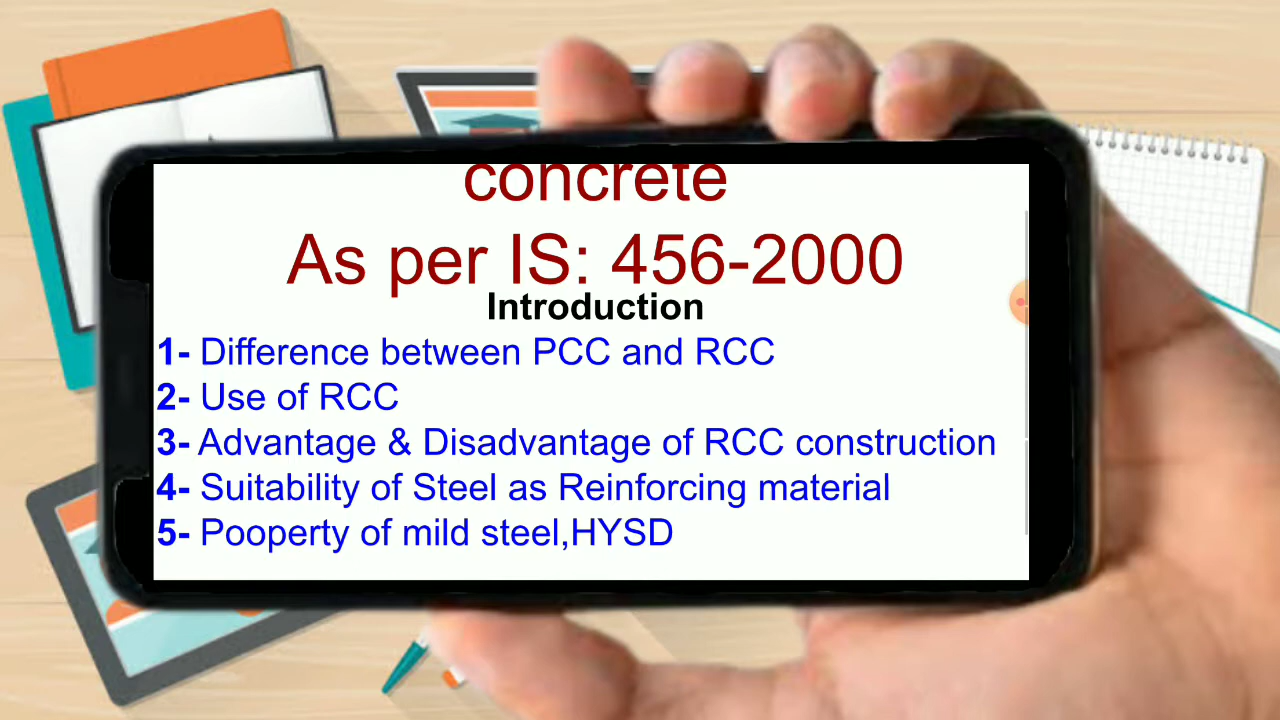 concrete
As per IS: 456-2000
Introduction
1- Difference between PCC and RCC
2- Use of RCC
3- Advantage & Disadvantage of RCC construction
4- Suitability of Steel as Reinforcing material
5- Pooperty of mild steel,HYSD